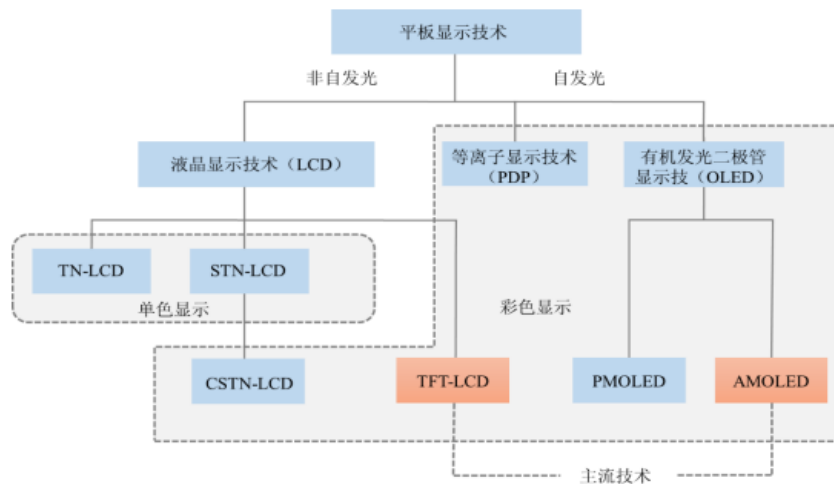 平板显示技术
非自发光
自发光
液晶显示技术（LCD）
等离子显示技术
（PDP）
有机发光二极管
显示技（OLED）
TN-LCD
STN-LCD
单色显示
彩色显示
CSTN-LCD
TFT-LCD
PMOLED
AMOLED
主流技术